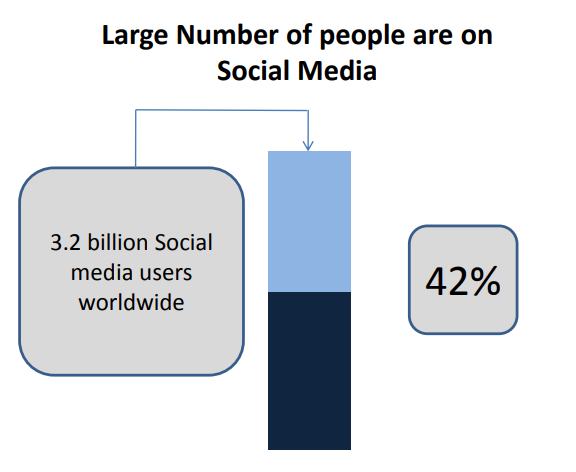 Large Number of people are on
Social Media
3.2 billion Social
media users
worldwide
42%